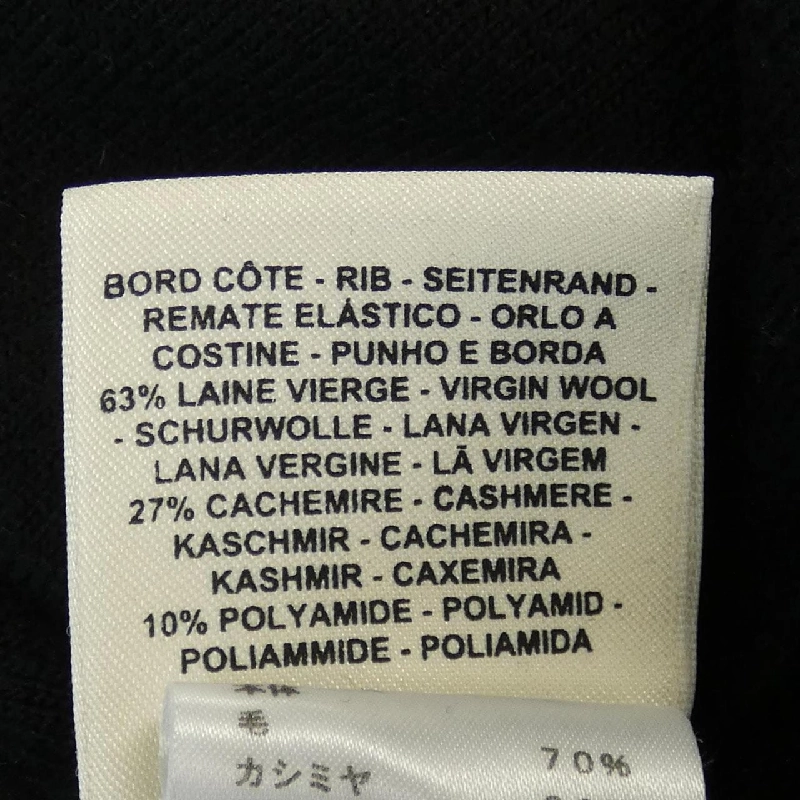 BORD CÔTE - RIB - SEITENRAND -
REMATE ELÁSTICO - ORLO A
COSTINE - PUNHO E BORDA
63% LAINE VIERGE - VIRGIN WOOL
- SCHURWOLLE - LANA VIRGEN -
LANA VERGINE - LÃ VIRGEM
27% CACHEMIRE - CASHMERE -
KASCHMIR - CACHEMIRA -
KASHMIR - CAXEMIRA
10% POLYAMIDE - POLYAMID -
POLIAMMIDE - POLIAMIDA
毛 70%
カシミヤ